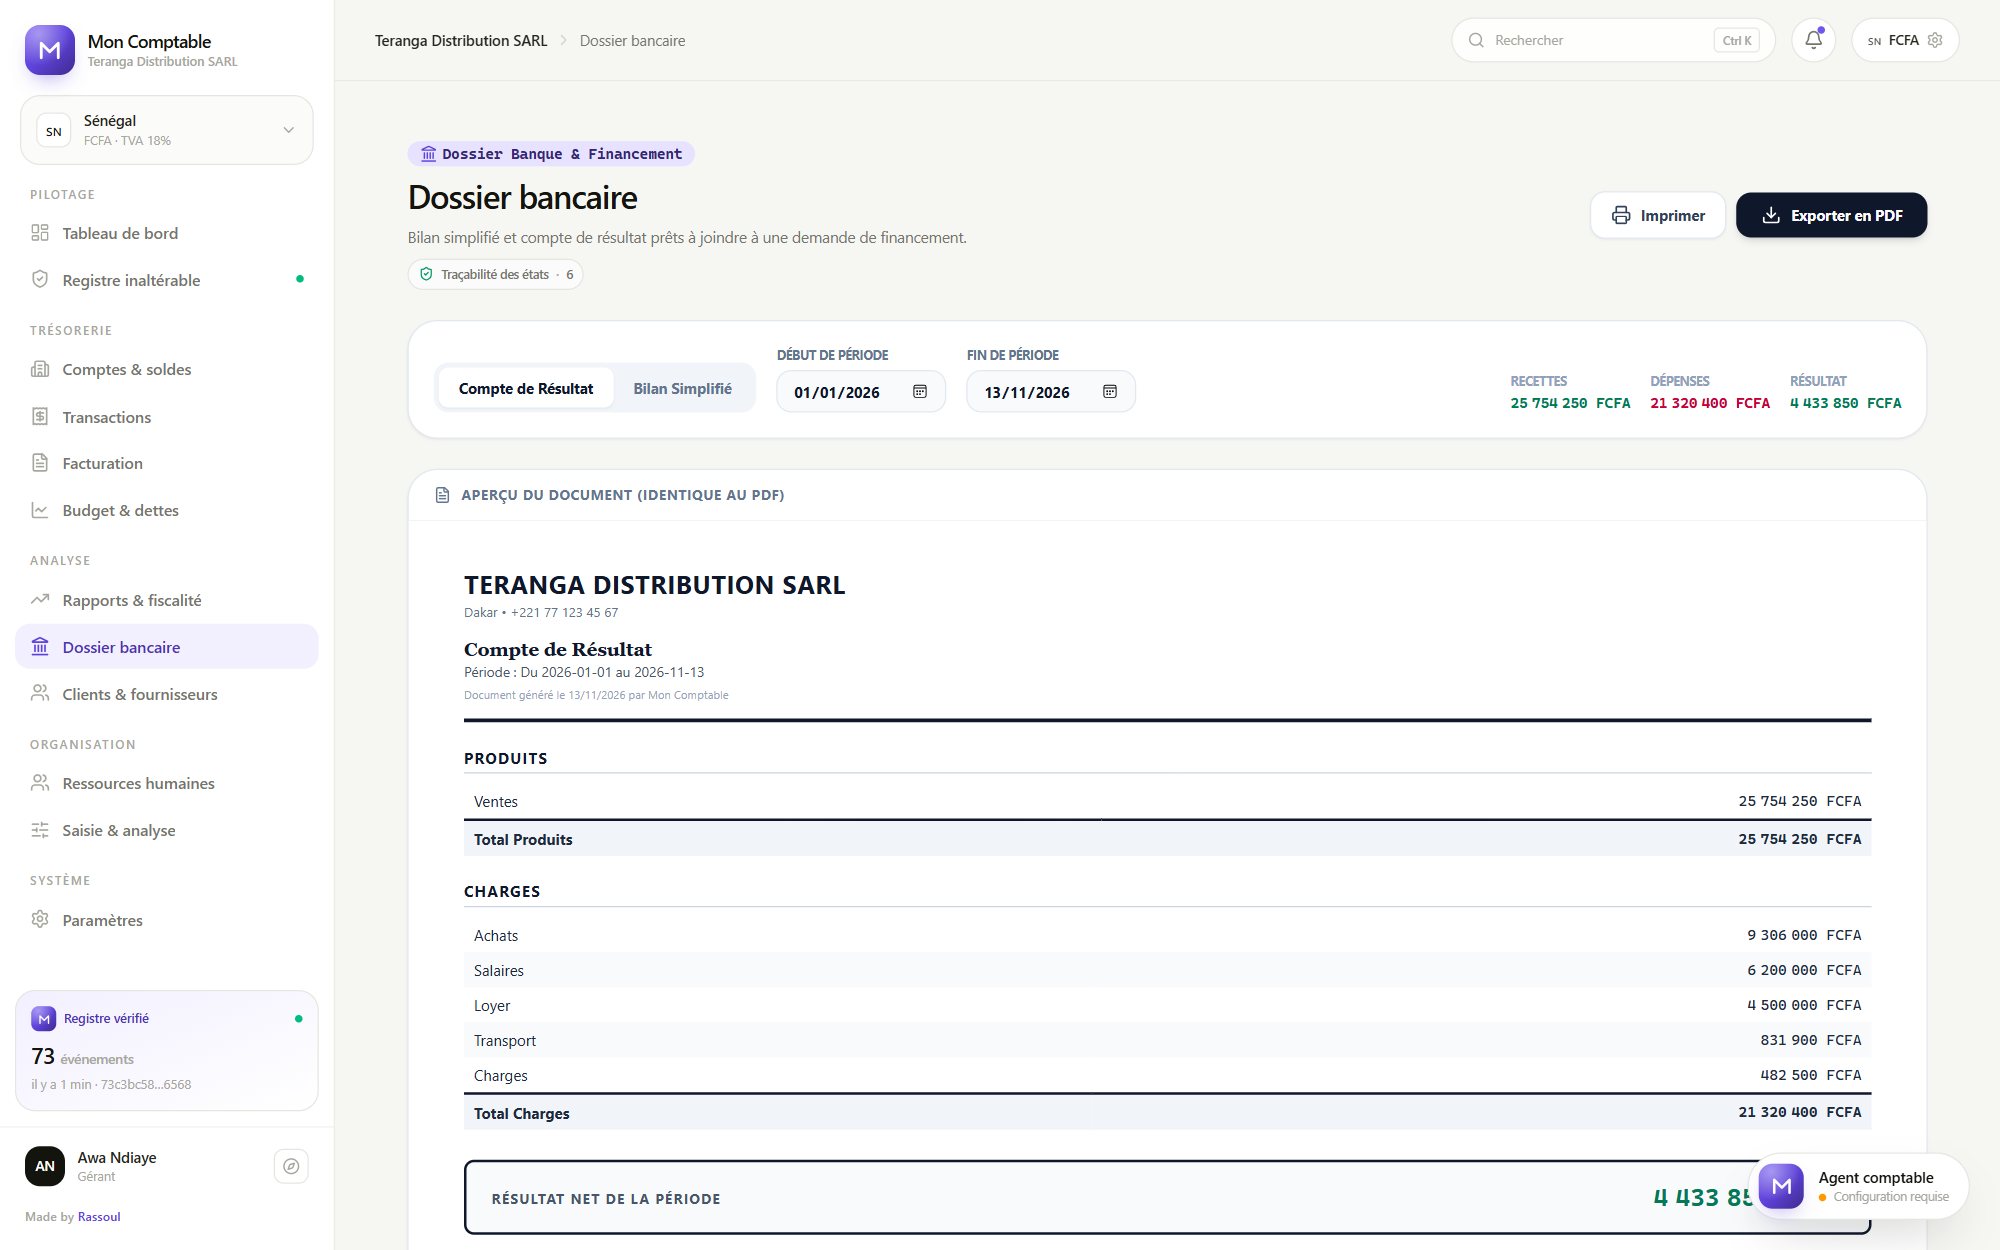 Mon Comptable
Teranga Distribution SARL
SN
Sénégal
FCFA · TVA 18%
PILOTAGE
Tableau de bord
Registre inaltérable
TRÉSORERIE
Comptes & soldes
Transactions
Facturation
Budget & dettes
ANALYSE
Rapports & fiscalité
Dossier bancaire
Clients & fournisseurs
ORGANISATION
Ressources humaines
Saisie & analyse
SYSTÈME
Paramètres
Registre vérifié
73 événements
il y a 1 min · 73c3bc58...6568
AN
Awa Ndiaye
Gérant
Made by Rassoul
Teranga Distribution SARL
Dossier bancaire
Rechercher
Ctrl K
SN FCFA
Dossier Banque & Financement
Dossier bancaire
Bilan simplifié et compte de résultat prêts à joindre à une demande de financement.
Traçabilité des états · 6
Imprimer
Exporter en PDF
Compte de Résultat
Bilan Simplifié
DÉBUT DE PÉRIODE
01/01/2026
FIN DE PÉRIODE
13/11/2026
RECETTES
25 754 250 FCFA
DÉPENSES
21 320 400 FCFA
RÉSULTAT
4 433 850 FCFA
APERÇU DU DOCUMENT (IDENTIQUE AU PDF)
TERANGA DISTRIBUTION SARL
Dakar • +221 77 123 45 67
Compte de Résultat
Période : Du 2026-01-01 au 2026-11-13
Document généré le 13/11/2026 par Mon Comptable
PRODUITS
Ventes 25 754 250 FCFA
Total Produits 25 754 250 FCFA
CHARGES
Achats 9 306 000 FCFA
Salaires 6 200 000 FCFA
Loyer 4 500 000 FCFA
Transport 831 900 FCFA
Charges 482 500 FCFA
Total Charges 21 320 400 FCFA
RÉSULTAT NET DE LA PÉRIODE 4 433 85
Agent comptable
Configuration requise